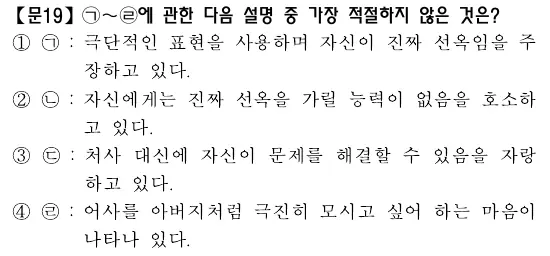 【문19】 ㉠～㉣에 관한 다음 설명 중 가장 적절하지 않은 것은?
① ㉠ : 극단적인 표현을 사용하며 자신이 진짜 선옥임을 주
장하고 있다.
② ㉡ : 자신에게는 진짜 선옥을 가릴 능력이 없음을 호소하
고 있다.
③ ㉢ : 처사 대신에 자신이 문제를 해결할 수 있음을 자랑
하고 있다.
④ ㉣ : 어사를 아버지처럼 극진히 모시고 싶어 하는 마음이
나타나 있다.